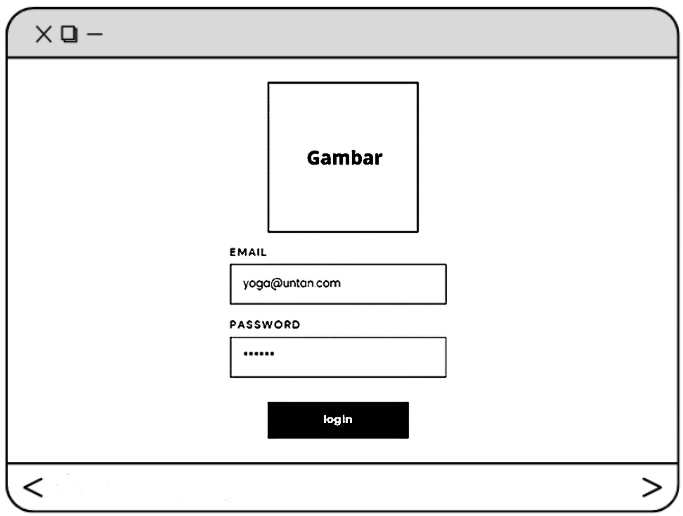 Gambar
EMAIL
yoga@untan.com
PASSWORD
••••••
login